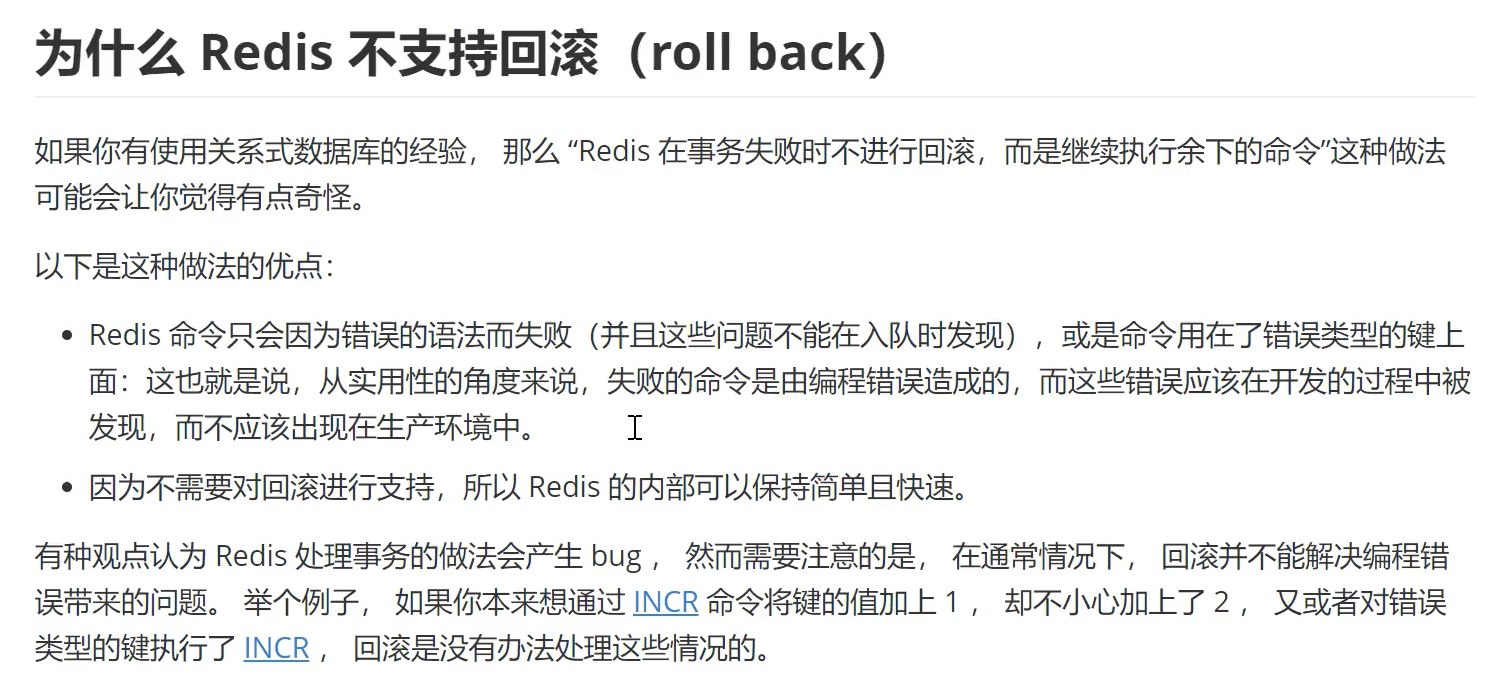 为什么 Redis 不支持回滚（roll back）
如果你有使用关系式数据库的经验， 那么 “Redis 在事务失败时不进行回滚，而是继续执行余下的命令”这种做法
可能会让你觉得有点奇怪。
以下是这种做法的优点：
• Redis 命令只会因为错误的语法而失败（并且这些问题不能在入队时发现），或是命令用在了错误类型的键上
面：这也就是说，从实用性的角度来说，失败的命令是由编程错误造成的，而这些错误应该在开发的过程中被
发现，而不应该出现在生产环境中。
• 因为不需要对回滚进行支持，所以 Redis 的内部可以保持简单且快速。
有种观点认为 Redis 处理事务的做法会产生 bug ， 然而需要注意的是， 在通常情况下， 回滚并不能解决编程错
误带来的问题。 举个例子， 如果你本来想通过 INCR 命令将键的值加上 1 ， 却不小心加上了 2 ， 又或者对错误
类型的键执行了 INCR ， 回滚是没有办法处理这些情况的。